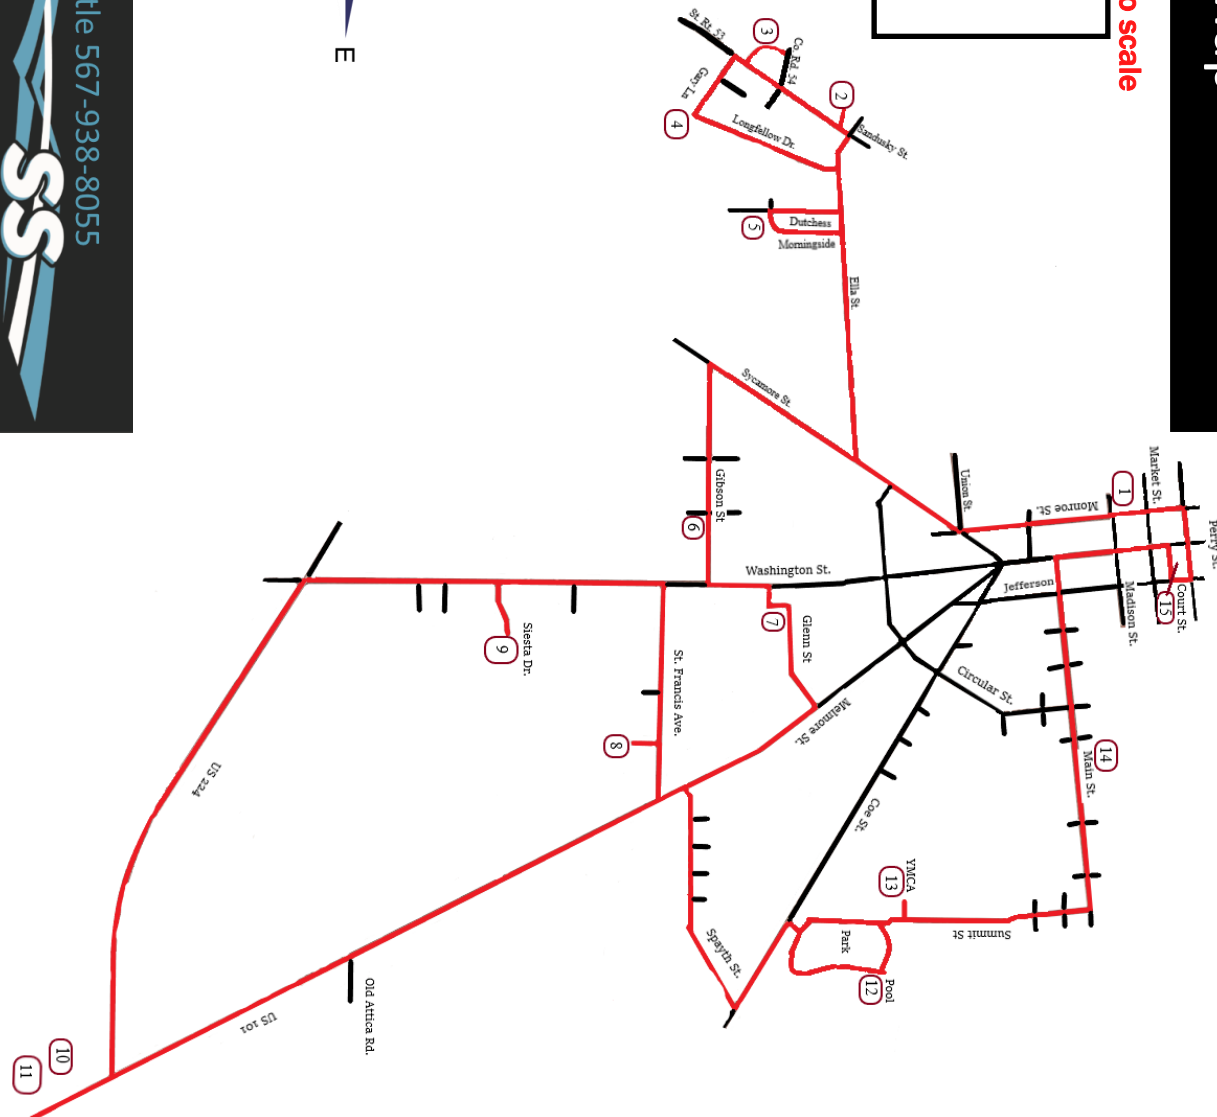 o scale
tle 567-938-8055
SS
E
St. Rt. 53
3
Co. Rd. 54
Gary Ln
2
4
Longfellow Dr.
Sandusky St.
Dutchess
5
Morningside
Ella St.
Sycamore St.
Union St.
Market St.
1
Monroe St.
Perry St.
Gibson St
6
Washington St.
Jefferson
Madison St.
Court St.
15
7
Glenn St
Siesta Dr.
9
St. Francis Ave.
8
Melmore St.
Circular St.
14
Main St.
US 224
Coe St.
YMCA
13
Summit St
Park
Spayth St.
Pool
12
Old Attica Rd.
US 101
10
11